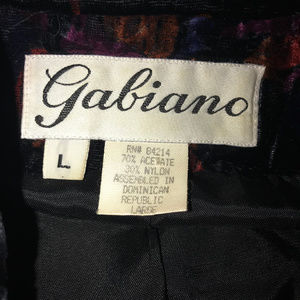 Gabiano
L
RN# 84214
70% ACETATE
30% NYLON
ASSEMBLED IN
DOMINICAN
REPUBLIC
LARGE